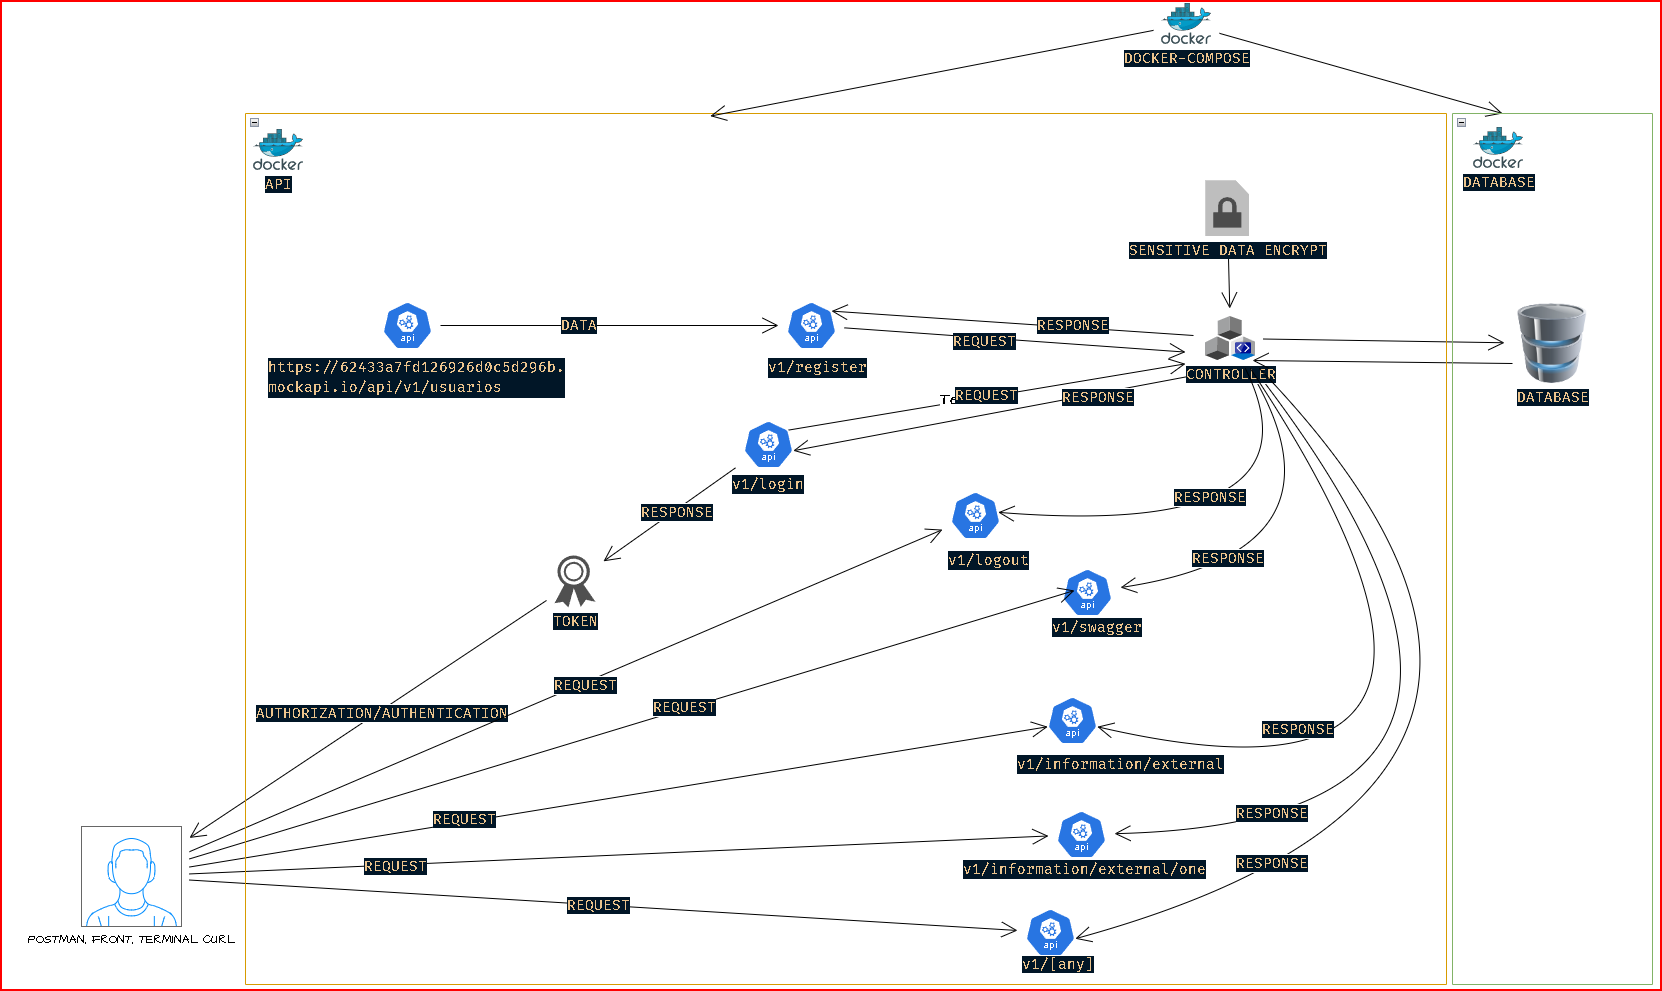 docker
DOCKER-COMPOSE
docker
API
docker
DATABASE
SENSITIVE DATA ENCRYPT
api
https://62433a7fd126926d0c5d296b.
mockapi.io/api/v1/usuarios
DATA
api
v1/register
RESPONSE
REQUEST
CONTROLLER
DATABASE
REQUEST
RESPONSE
api
v1/login
RESPONSE
TOKEN
AUTHORIZATION/AUTHENTICATION
api
v1/logout
RESPONSE
REQUEST
api
v1/swagger
RESPONSE
REQUEST
api
v1/information/external
RESPONSE
REQUEST
api
v1/information/external/one
RESPONSE
REQUEST
api
v1/[any]
RESPONSE
REQUEST
POSTMAN, FRONT, TERMINAL CURL